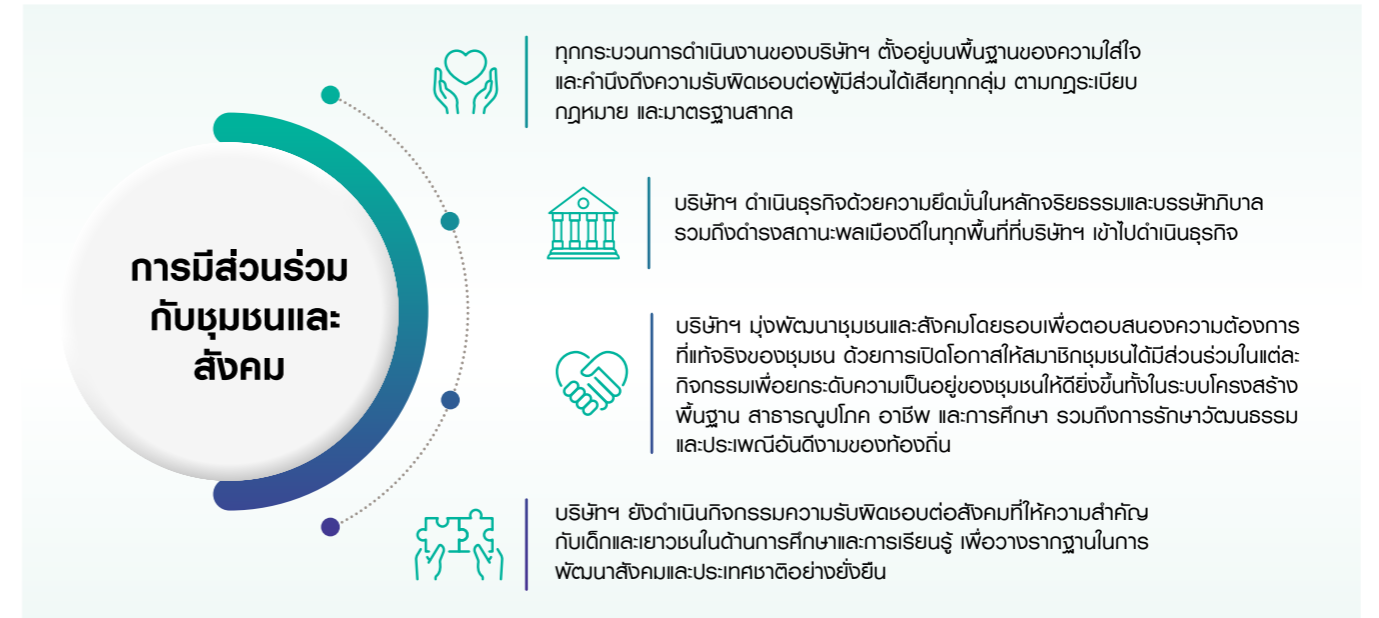 การมีส่วนร่วม
กับชุมชนและ
สังคม
ทุกกระบวนการดำเนินงานของบริษัทฯ ตั้งอยู่บนพื้นฐานของความใส่ใจ
และคำนึงถึงความรับผิดชอบต่อผู้มีส่วนได้เสียทุกกลุ่ม ตามกฎระเบียบ
กฎหมาย และมาตรฐานสากล
บริษัทฯ ดำเนินธุรกิจด้วยความยึดมั่นในหลักจริยธรรมและบรรษัทภิบาล
รวมถึงดำรงสถานะพลเมืองดีในทุกพื้นที่ที่บริษัทฯ เข้าไปดำเนินธุรกิจ
บริษัทฯ มุ่งพัฒนาชุมชนและสังคมโดยรอบเพื่อตอบสนองความต้องการ
ที่แท้จริงของชุมชน ด้วยการเปิดโอกาสให้สมาชิกชุมชนได้มีส่วนร่วมในแต่ละ
กิจกรรมเพื่อยกระดับความเป็นอยู่ของชุมชนให้ดียิ่งขึ้นทั้งในระบบโครงสร้าง
พื้นฐาน สาธารณูปโภค อาชีพ และการศึกษา รวมถึงการรักษาวัฒนธรรม
และประเพณีอันดีงามของท้องถิ่น
บริษัทฯ ยังดำเนินกิจกรรมความรับผิดชอบต่อสังคมที่ให้ความสำคัญ
กับเด็กและเยาวชนในด้านการศึกษาและการเรียนรู้ เพื่อวางรากฐานในการ
พัฒนาสังคมและประเทศชาติอย่างยั่งยืน